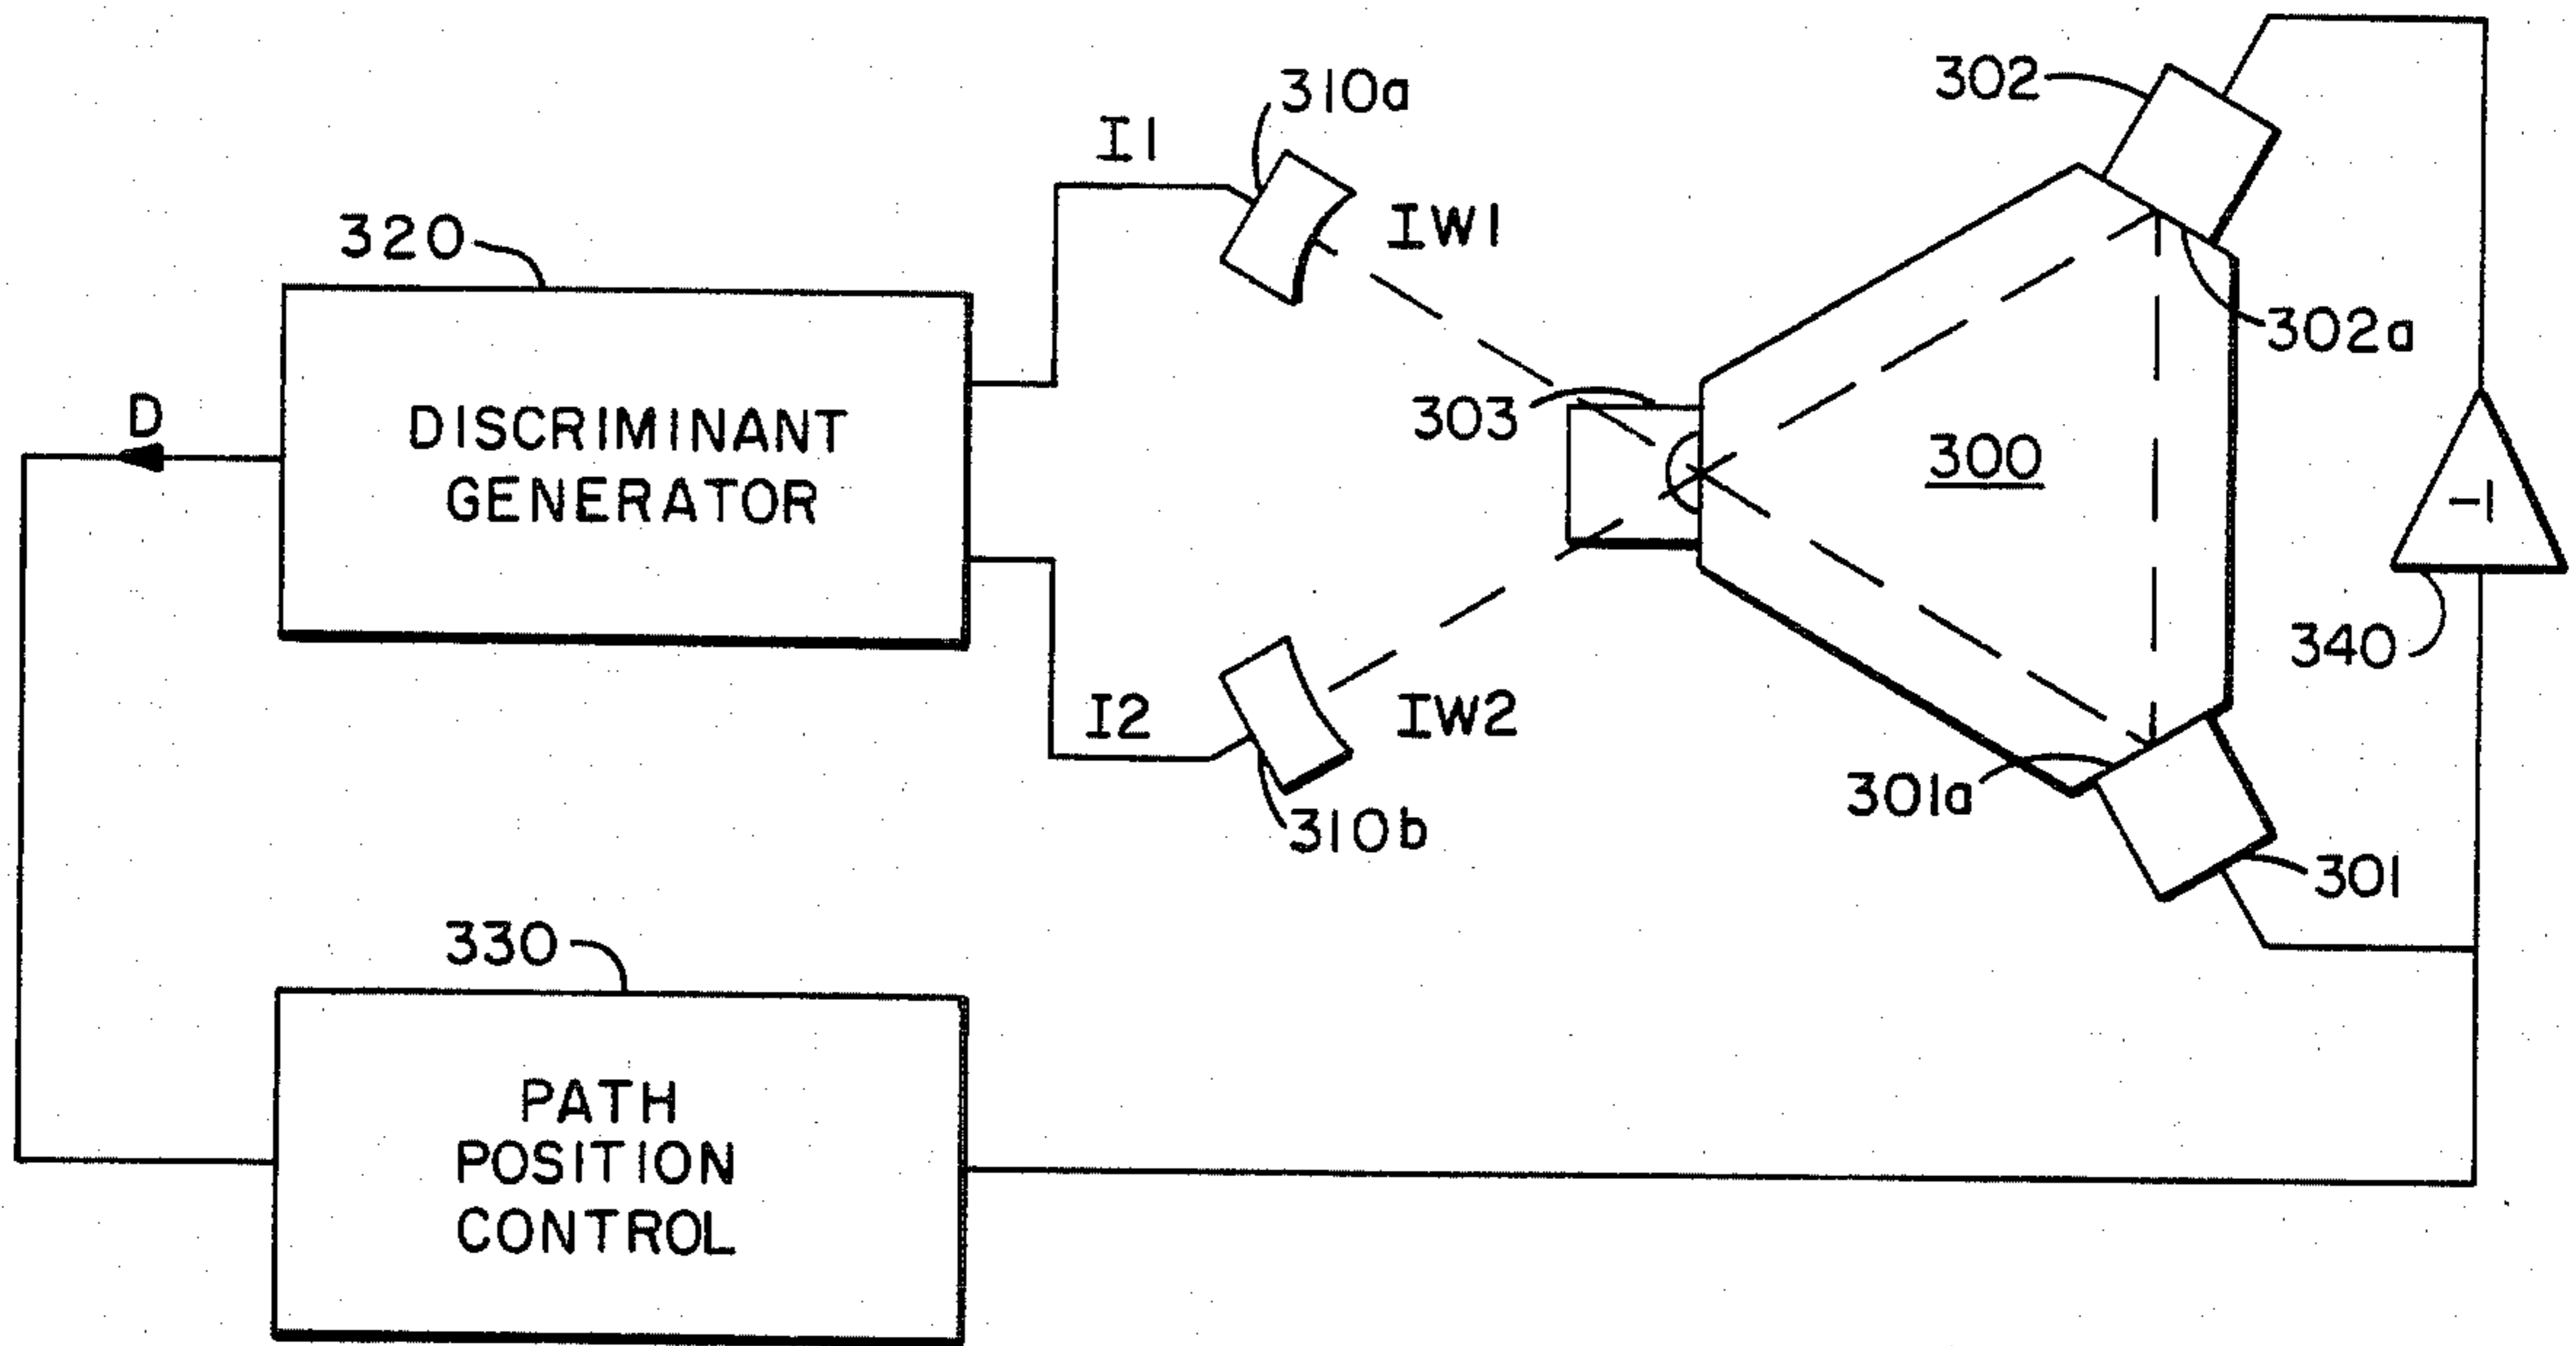 302
310a
I1
IW1
320
302a
D
DISCRIMINANT
GENERATOR
303
300
-1
340
I2
IW2
301a
310b
301
330
PATH
POSITION
CONTROL